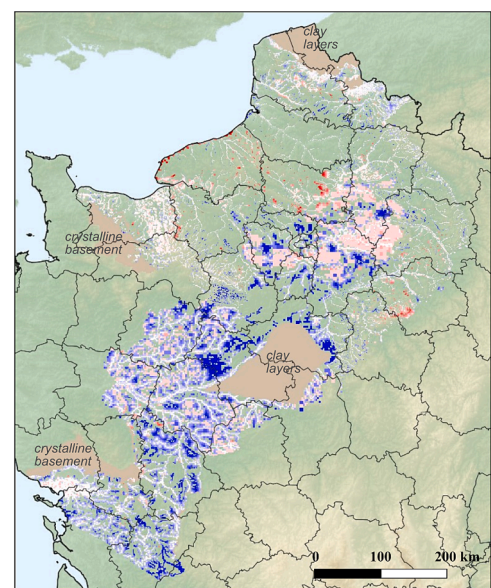 clay
layers
crystalline
basement
clay
layers
crystalline
basement
0 100 200 km